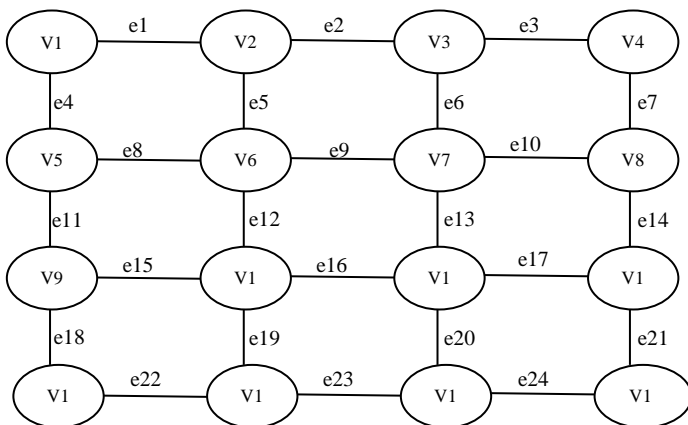 e1 e2 e3
V1 V2 V3 V4
e4 e5 e6 e7
e8 e9 e10
V5 V6 V7 V8
e11 e12 e13 e14
e15 e16 e17
V9 V1 V1 V1
e18 e19 e20 e21
e22 e23 e24
V1 V1 V1 V1